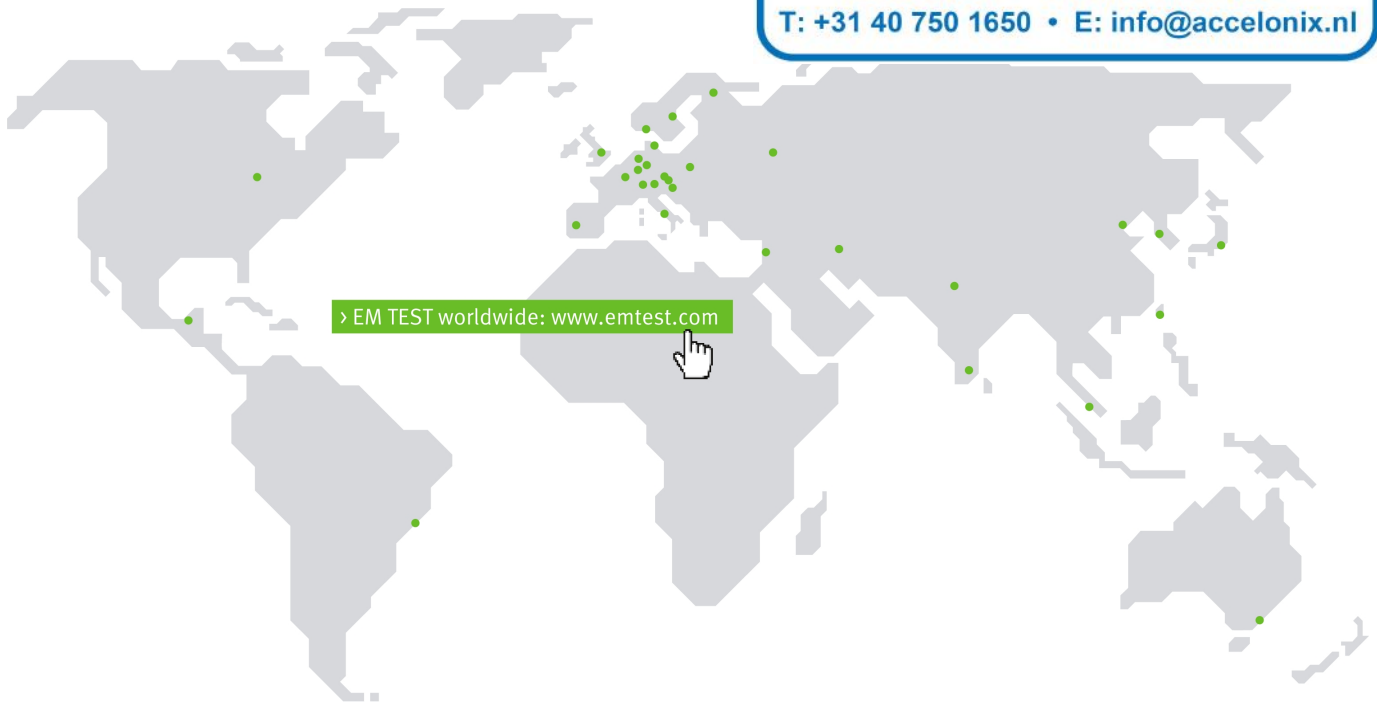 T: +31 40 750 1650 • E: info@accelonix.nl
> EM TEST worldwide: www.emtest.com